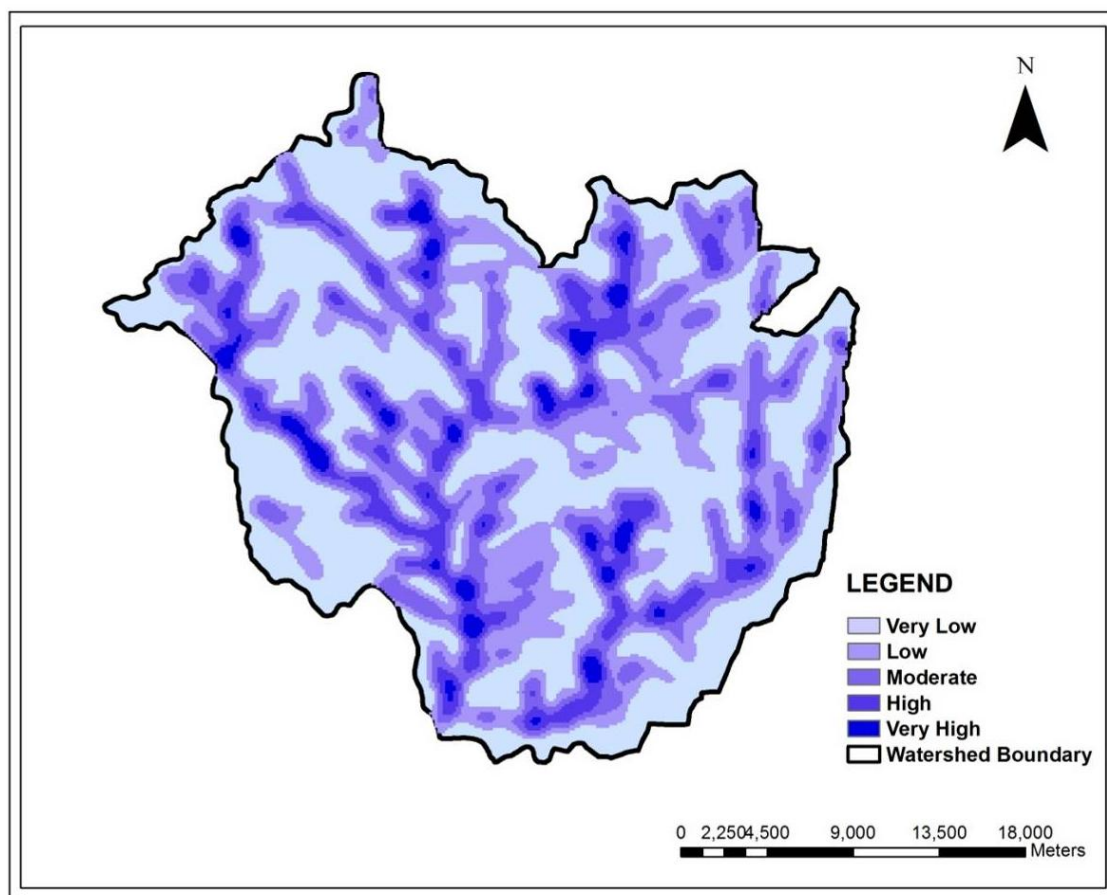 N
LEGEND
Very Low
Low
Moderate
High
Very High
Watershed Boundary
0 2,250 4,500 9,000 13,500 18,000
Meters